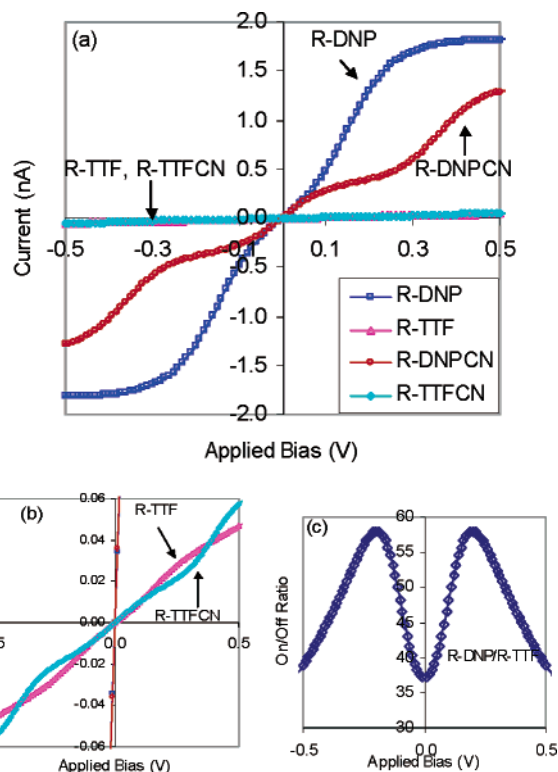 (a)
2.0
1.5
1.0
0.5
0.0
-0.5
-1.0
-1.5
-2.0
-0.5
-0.3
-0.1
0.1
0.3
0.5
Current (nA)
Applied Bias (V)
R-DNP
R-TTF, R-TTFCN
R-DNPCN
R-DNP
R-TTF
R-DNPCN
R-TTFCN
(b)
0.06
0.04
0.02
0.00
-0.02
-0.04
-0.06
.5
0.0
0.5
R-TTF
R-TTFCN
Applied Bias (V)
(c)
60
55
50
45
40
35
30
-0.5
0.0
0.5
On/Off Ratio
R-DNP/R-TTF
Applied Bias (V)